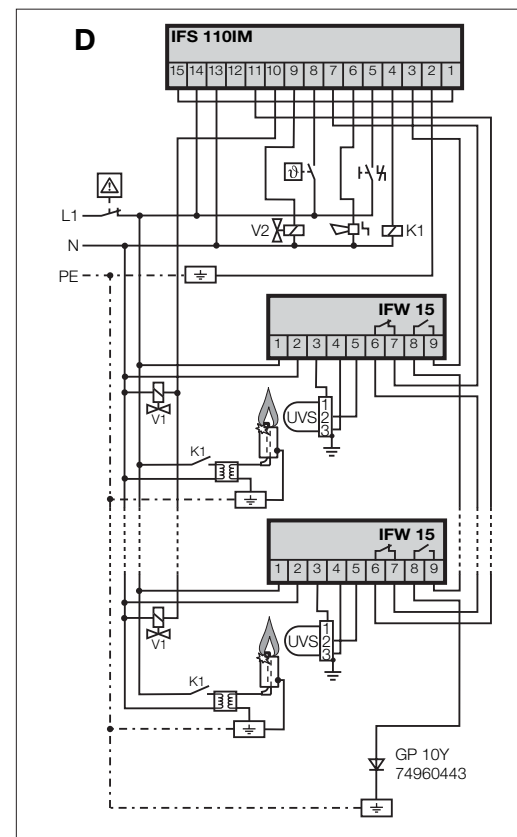 D
IFS 110IM
15 14 13 12 11 10 9 8 7 6 5 4 3 2 1
ϑ
L1
V2
K1
N
PE
IFW 15
1 2 3 4 5 6 7 8 9
V1
UVS
1
2
3
K1
IFW 15
1 2 3 4 5 6 7 8 9
V1
UVS
1
2
3
K1
GP 10Y
74960443